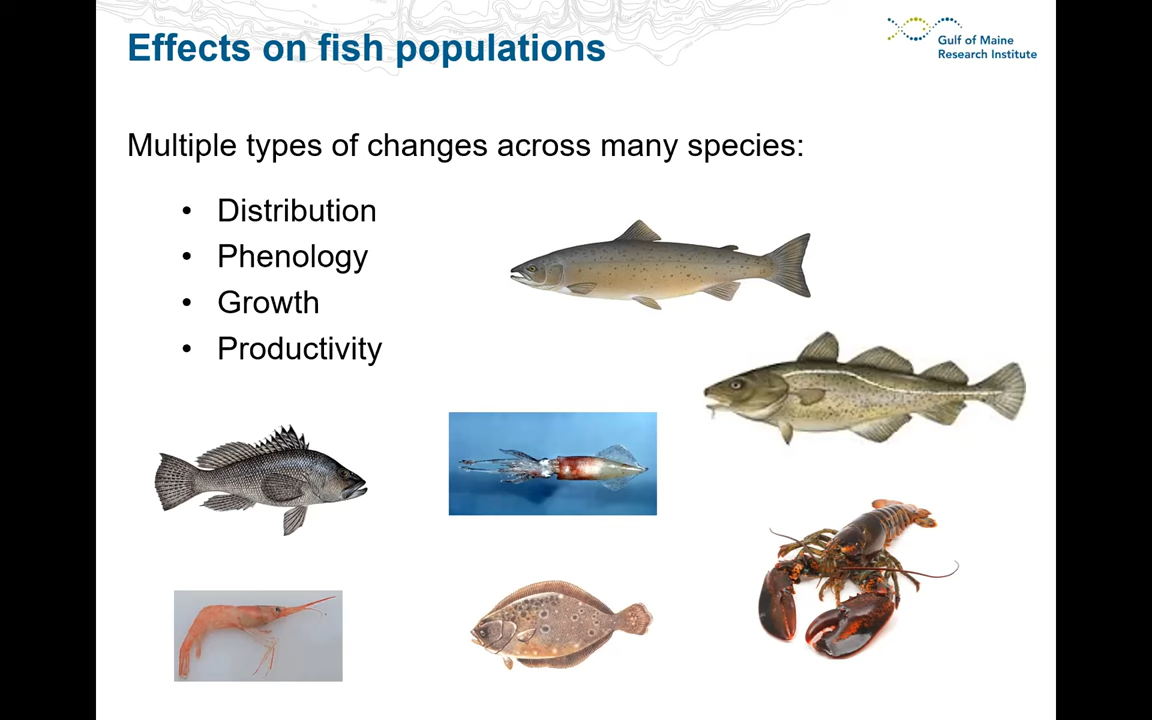 Effects on fish populations
Gulf of Maine
Research Institute
Multiple types of changes across many species:
• Distribution
• Phenology
• Growth
• Productivity